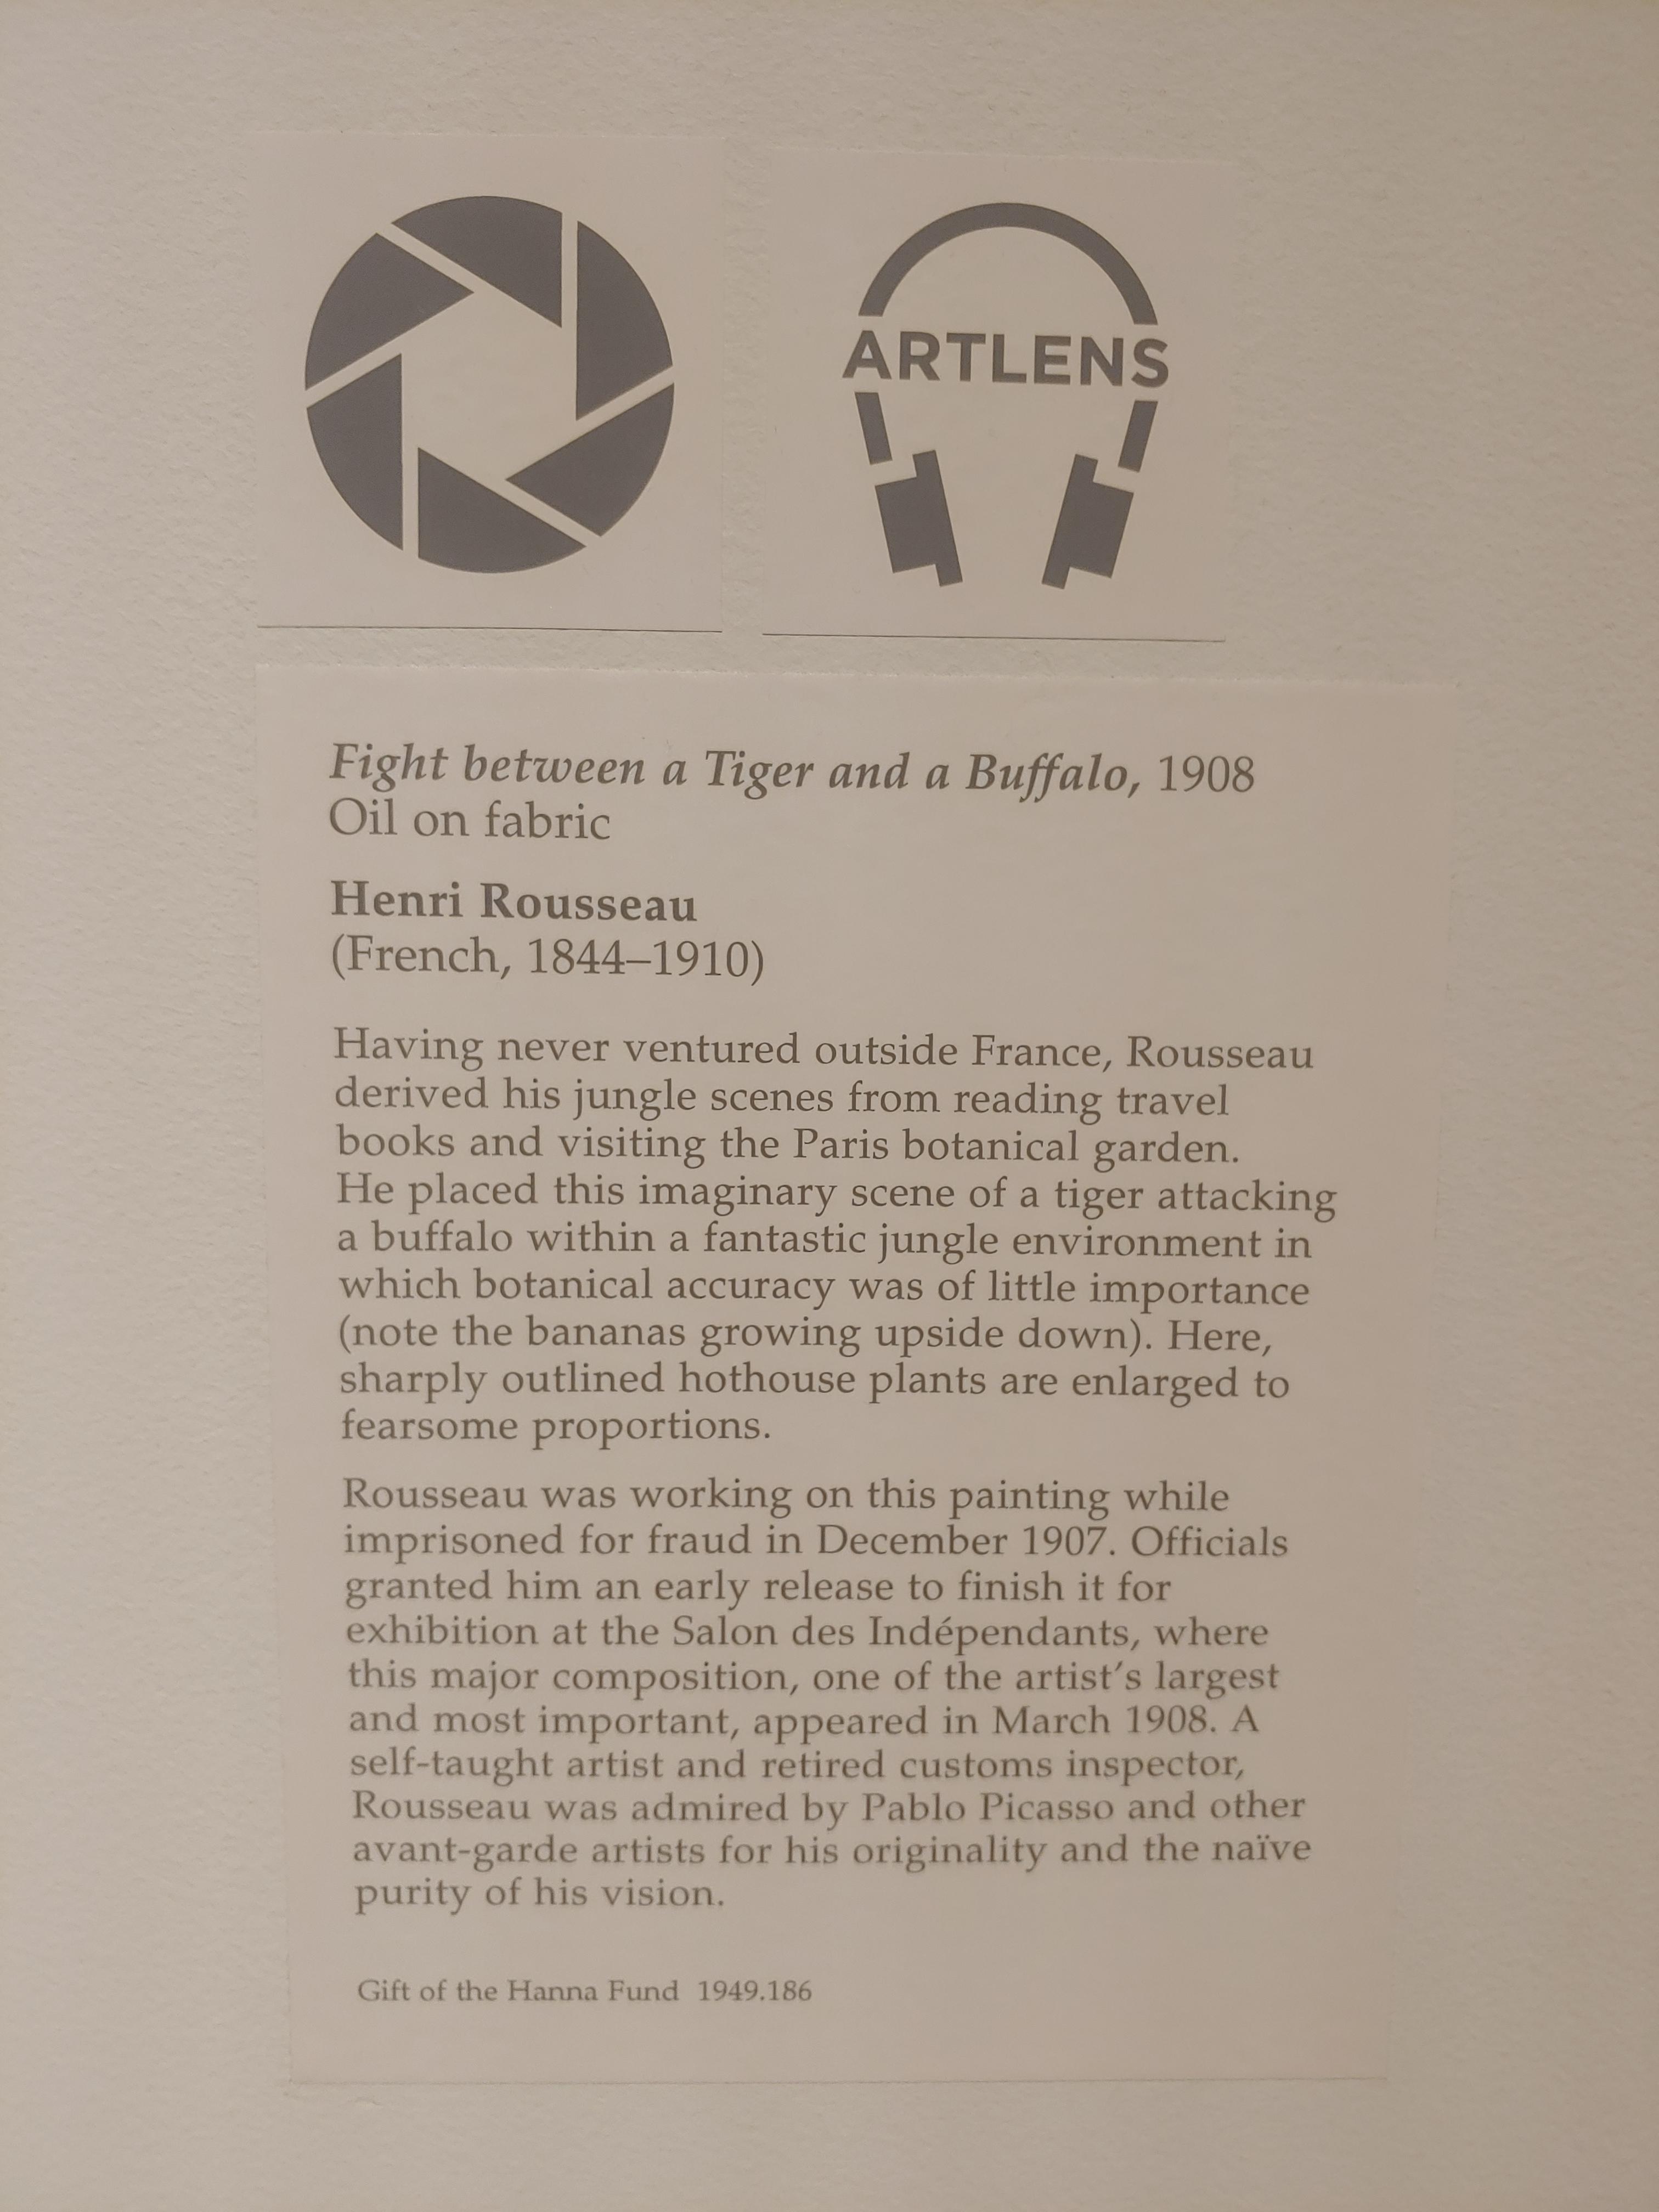 ARTLENS
Fight between a Tiger and a Buffalo, 1908
Oil on fabric
Henri Rousseau
(French, 1844–1910)
Having never ventured outside France, Rousseau
derived his jungle scenes from reading travel
books and visiting the Paris botanical garden.
He placed this imaginary scene of a tiger attacking
a buffalo within a fantastic jungle environment in
which botanical accuracy was of little importance
(note the bananas growing upside down). Here,
sharply outlined hothouse plants are enlarged to
fearsome proportions.
Rousseau was working on this painting while
imprisoned for fraud in December 1907. Officials
granted him an early release to finish it for
exhibition at the Salon des Indépendants, where
this major composition, one of the artist’s largest
and most important, appeared in March 1908. A
self-taught artist and retired customs inspector,
Rousseau was admired by Pablo Picasso and other
avant-garde artists for his originality and the naïve
purity of his vision.
Gift of the Hanna Fund 1949.186